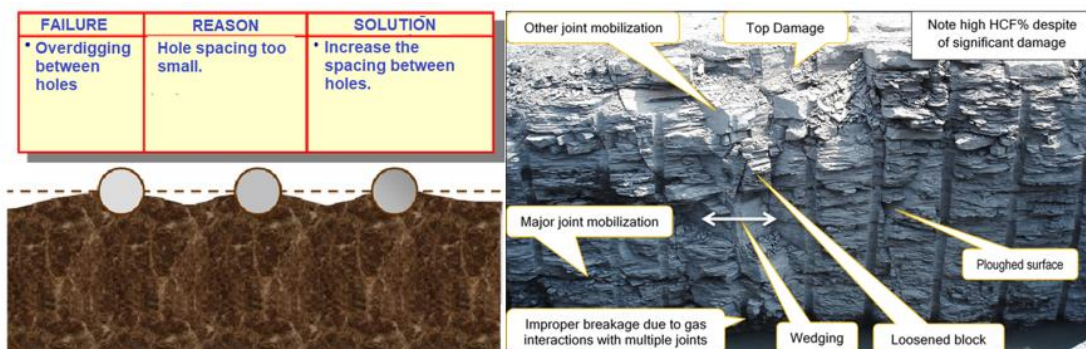 FAILURE REASON SOLUTION
• Overdigging
between
holes
Hole spacing too
small.
• Increase the
spacing between
holes.
Other joint mobilization
Top Damage
Note high HCF% despite
of significant damage
Major joint mobilization
Ploughed surface
Improper breakage due to gas
interactions with multiple joints
Wedging
Loosened block